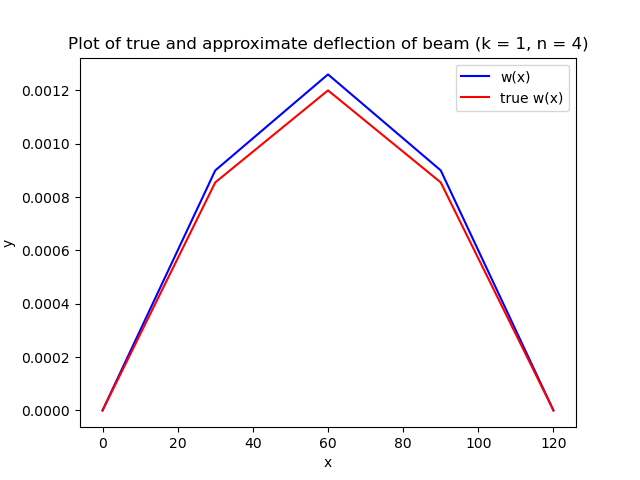 Plot of true and approximate deflection of beam (k = 1, n = 4)
w(x)
true w(x)
0.0012
0.0010
0.0008
0.0006
0.0004
0.0002
0.0000
y
0 20 40 60 80 100 120
x